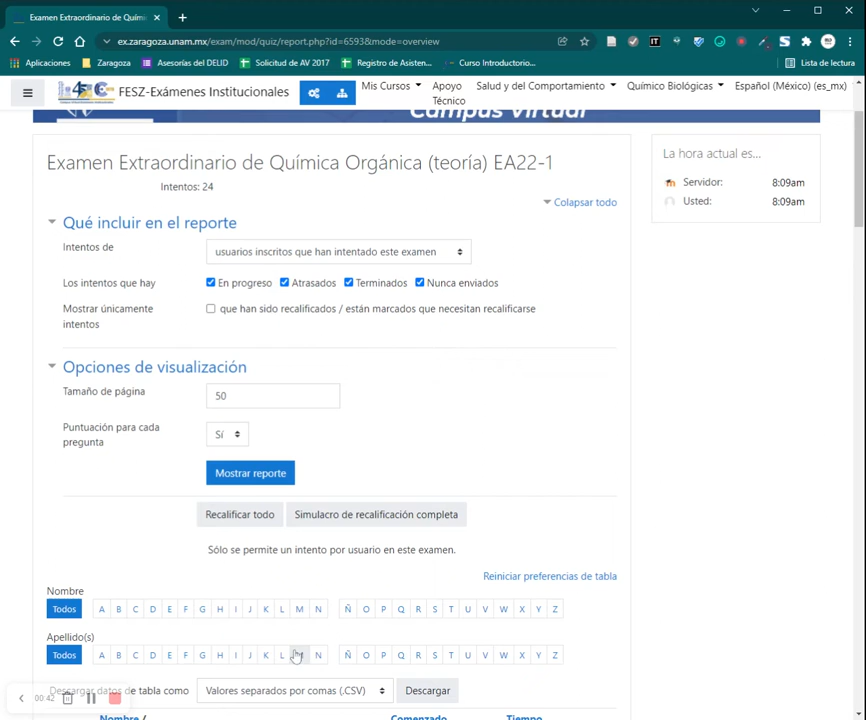 Examen Extraordinario de Químic
ex.zaragoza.unam.mx/exam/mod/quiz/report.php?id=6593&mode=overview
Aplicaciones Zaragoza Asesorías del DELID Solicitud de AV 2017 Registro de Asisten... Curso Introductorio... Lista de lectura
FESZ-Exámenes Institucionales
Mis Cursos
Apoyo
Técnico
Salud y del Comportamiento
Químico Biológicas
Español (México) (es_mx)
Campus Virtual
Examen Extraordinario de Química Orgánica (teoría) EA22-1
Intentos: 24
Colapsar todo
Qué incluir en el reporte
Intentos de usuarios inscritos que han intentado este examen
Los intentos que hay En progreso Atrasados Terminados Nunca enviados
Mostrar únicamente
intentos
que han sido recalificados / están marcados que necesitan recalificarse
Opciones de visualización
Tamaño de página 50
Puntuación para cada
pregunta
Sí
Mostrar reporte
Recalificar todo Simulacro de recalificación completa
Sólo se permite un intento por usuario en este examen.
Reiniciar preferencias de tabla
Nombre
Todos A B C D E F G H I J K L M N Ñ O P Q R S T U V W X Y Z
Apellido(s)
Todos A B C D E F G H I J K L M N Ñ O P Q R S T U V W X Y Z
Descargar datos de tabla como Valores separados por comas (.CSV) Descargar
00:42
Nombre / Comenzado Tiempo
La hora actual es...
Servidor: 8:09am
Usted: 8:09am